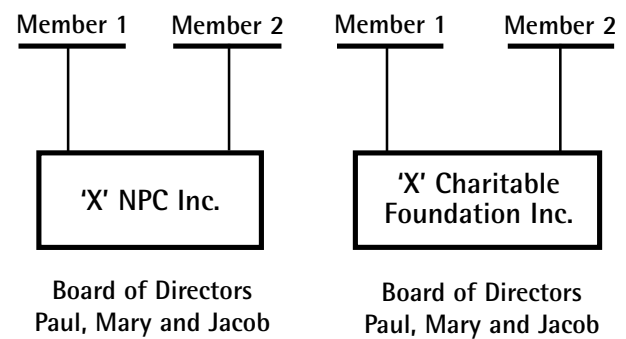 Member 1 Member 2
'X' NPC Inc.
Board of Directors
Paul, Mary and Jacob
Member 1 Member 2
'X' Charitable
Foundation Inc.
Board of Directors
Paul, Mary and Jacob